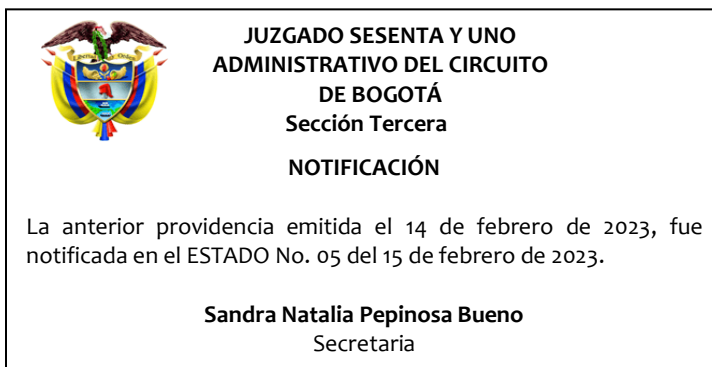 JUZGADO SESENTA Y UNO
ADMINISTRATIVO DEL CIRCUITO
DE BOGOTÁ
Sección Tercera
NOTIFICACIÓN
La anterior providencia emitida el 14 de febrero de 2023, fue
notificada en el ESTADO No. 05 del 15 de febrero de 2023.
Sandra Natalia Pepinosa Bueno
Secretaria